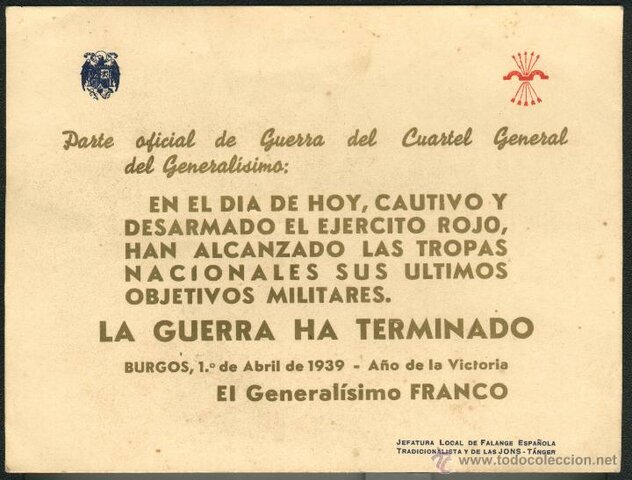 Parte oficial de Guerra del Cuartel General
del Generalísimo:
EN EL DIA DE HOY, CAUTIVO Y
DESARMADO EL EJERCITO ROJO,
HAN ALCANZADO LAS TROPAS
NACIONALES SUS ULTIMOS
OBJETIVOS MILITARES.
LA GUERRA HA TERMINADO
BURGOS, 1.º de Abril de 1939 - Año de la Victoria
El Generalísimo FRANCO
JEFATURA LOCAL DE FALANGE ESPAÑOLA
TRADICIONALISTA Y DE LAS JONS - TÁNGER
www.todocoleccion.net